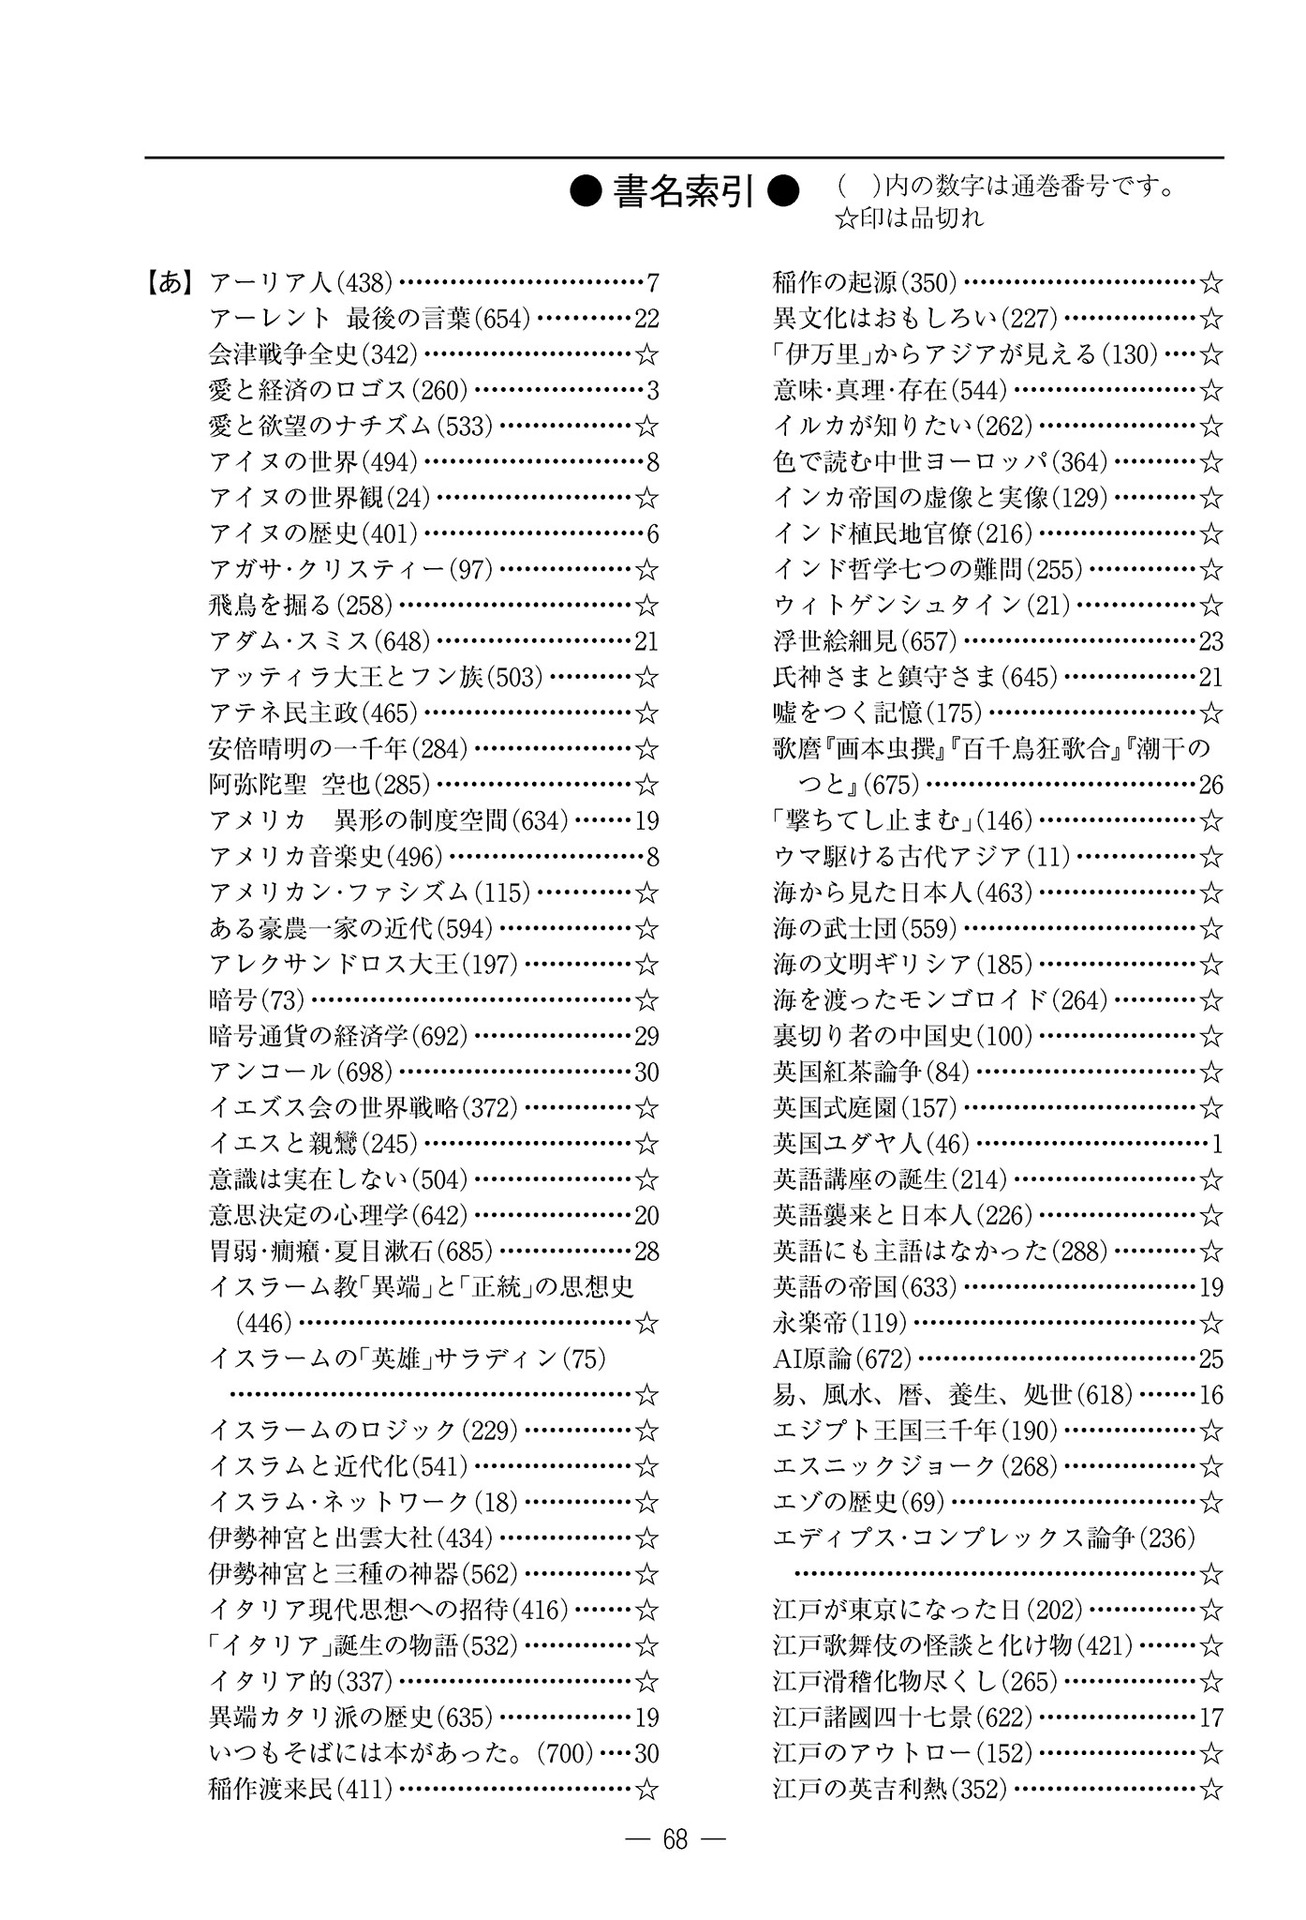 ●書名索引●
(　)内の数字は通巻番号です。
☆印は品切れ
【あ】アーリア人(438)…………………………7
アーレント 最後の言葉(654)…………22
会津戦争全史(342)……………………☆
愛と経済のロゴス(260)…………………3
愛と欲望のナチズム(533)………………☆
アイヌの世界(494)………………………8
アイヌの世界観(24)……………………☆
アイヌの歴史(401)………………………6
アガサ・クリスティー(97)………………☆
飛鳥を掘る(258)………………………☆
アダム・スミス(648)……………………21
アッティラ大王とフン族(503)…………☆
アテネ民主政(465)……………………☆
安倍晴明の一千年(284)………………☆
阿弥陀聖 空也(285)……………………☆
アメリカ　異形の制度空間(634)………19
アメリカ音楽史(496)……………………8
アメリカン・ファシズム(115)…………☆
ある豪農一家の近代(594)……………☆
アレクサンドロス大王(197)……………☆
暗号(73)…………………………………☆
暗号通貨の経済学(692)………………29
アンコール(698)…………………………30
イエズス会の世界戦略(372)…………☆
イエスと親鸞(245)………………………☆
意識は実在しない(504)………………☆
意思決定の心理学(642)………………20
胃弱・癇癪・夏目漱石(685)……………28
イスラーム教「異端」と「正統」の思想史
(446)…………………………………☆
イスラームの「英雄」サラディン(75)
…………………………………………☆
イスラームのロジック(229)……………☆
イスラムと近代化(541)…………………☆
イスラム・ネットワーク(18)……………☆
伊勢神宮と出雲大社(434)……………☆
伊勢神宮と三種の神器(562)…………☆
イタリア現代思想への招待(416)………☆
「イタリア」誕生の物語(532)…………☆
イタリア的(337)…………………………☆
異端カタリ派の歴史(635)………………19
いつもそばには本があった。(700)……30
稲作渡来民(411)………………………☆
稲作の起源(350)………………………☆
異文化はおもしろい(227)………………☆
「伊万里」からアジアが見える(130)……☆
意味・真理・存在(544)…………………☆
イルカが知りたい(262)…………………☆
色で読む中世ヨーロッパ(364)…………☆
インカ帝国の虚像と実像(129)…………☆
インド植民地官僚(216)…………………☆
インド哲学七つの難問(255)……………☆
ウィトゲンシュタイン(21)………………☆
浮世絵細見(657)………………………23
氏神さまと鎮守さま(645)………………21
嘘をつく記憶(175)………………………☆
歌麿『画本虫撰』『百千鳥狂歌合』『潮干の
つと』(675)……………………………26
「撃ちてし止まむ」(146)…………………☆
ウマ駆ける古代アジア(11)……………☆
海から見た日本人(463)…………………☆
海の武士団(559)………………………☆
海の文明ギリシア(185)…………………☆
海を渡ったモンゴロイド(264)…………☆
裏切り者の中国史(100)…………………☆
英国紅茶論争(84)………………………☆
英国式庭園(157)………………………☆
英国ユダヤ人(46)………………………1
英語講座の誕生(214)…………………☆
英語襲来と日本人(226)…………………☆
英語にも主語はなかった(288)…………☆
英語の帝国(633)………………………19
永楽帝(119)……………………………☆
AI原論(672)……………………………25
易、風水、暦、養生、処世(618)………16
エジプト王国三千年(190)………………☆
エスニックジョーク(268)………………☆
エゾの歴史(69)…………………………☆
エディプス・コンプレックス論争(236)
…………………………………………☆
江戸が東京になった日(202)……………☆
江戸歌舞伎の怪談と化け物(421)………☆
江戸滑稽化物尽くし(265)………………☆
江戸諸國四十七景(622)………………17
江戸のアウトロー(152)…………………☆
江戸の英吉利熱(352)…………………☆
― 68 ―